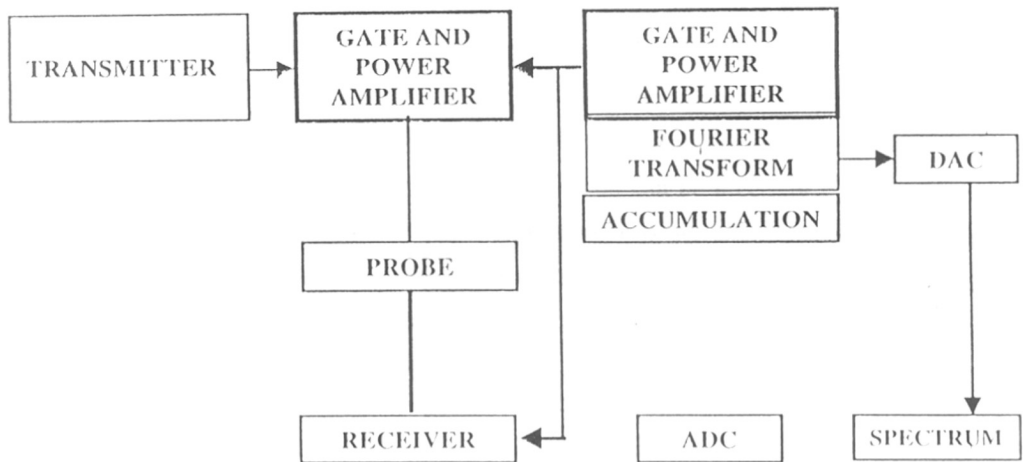 TRANSMITTER
GATE AND
POWER
AMPLIFIER
GATE AND
POWER
AMPLIFIER
FOURIER
TRANSFORM
DAC
ACCUMULATION
PROBE
RECEIVER
ADC
SPECTRUM